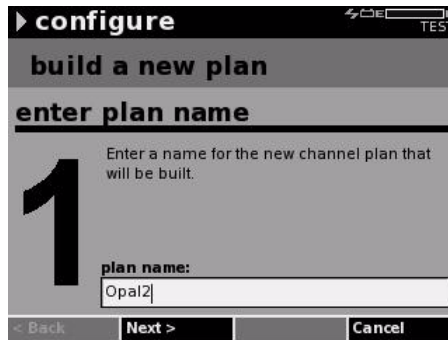 configure
E
TES
build a new plan
enter plan name
1
Enter a name for the new channel plan that
will be built.
plan name:
Opal2
< Back Next > Cancel